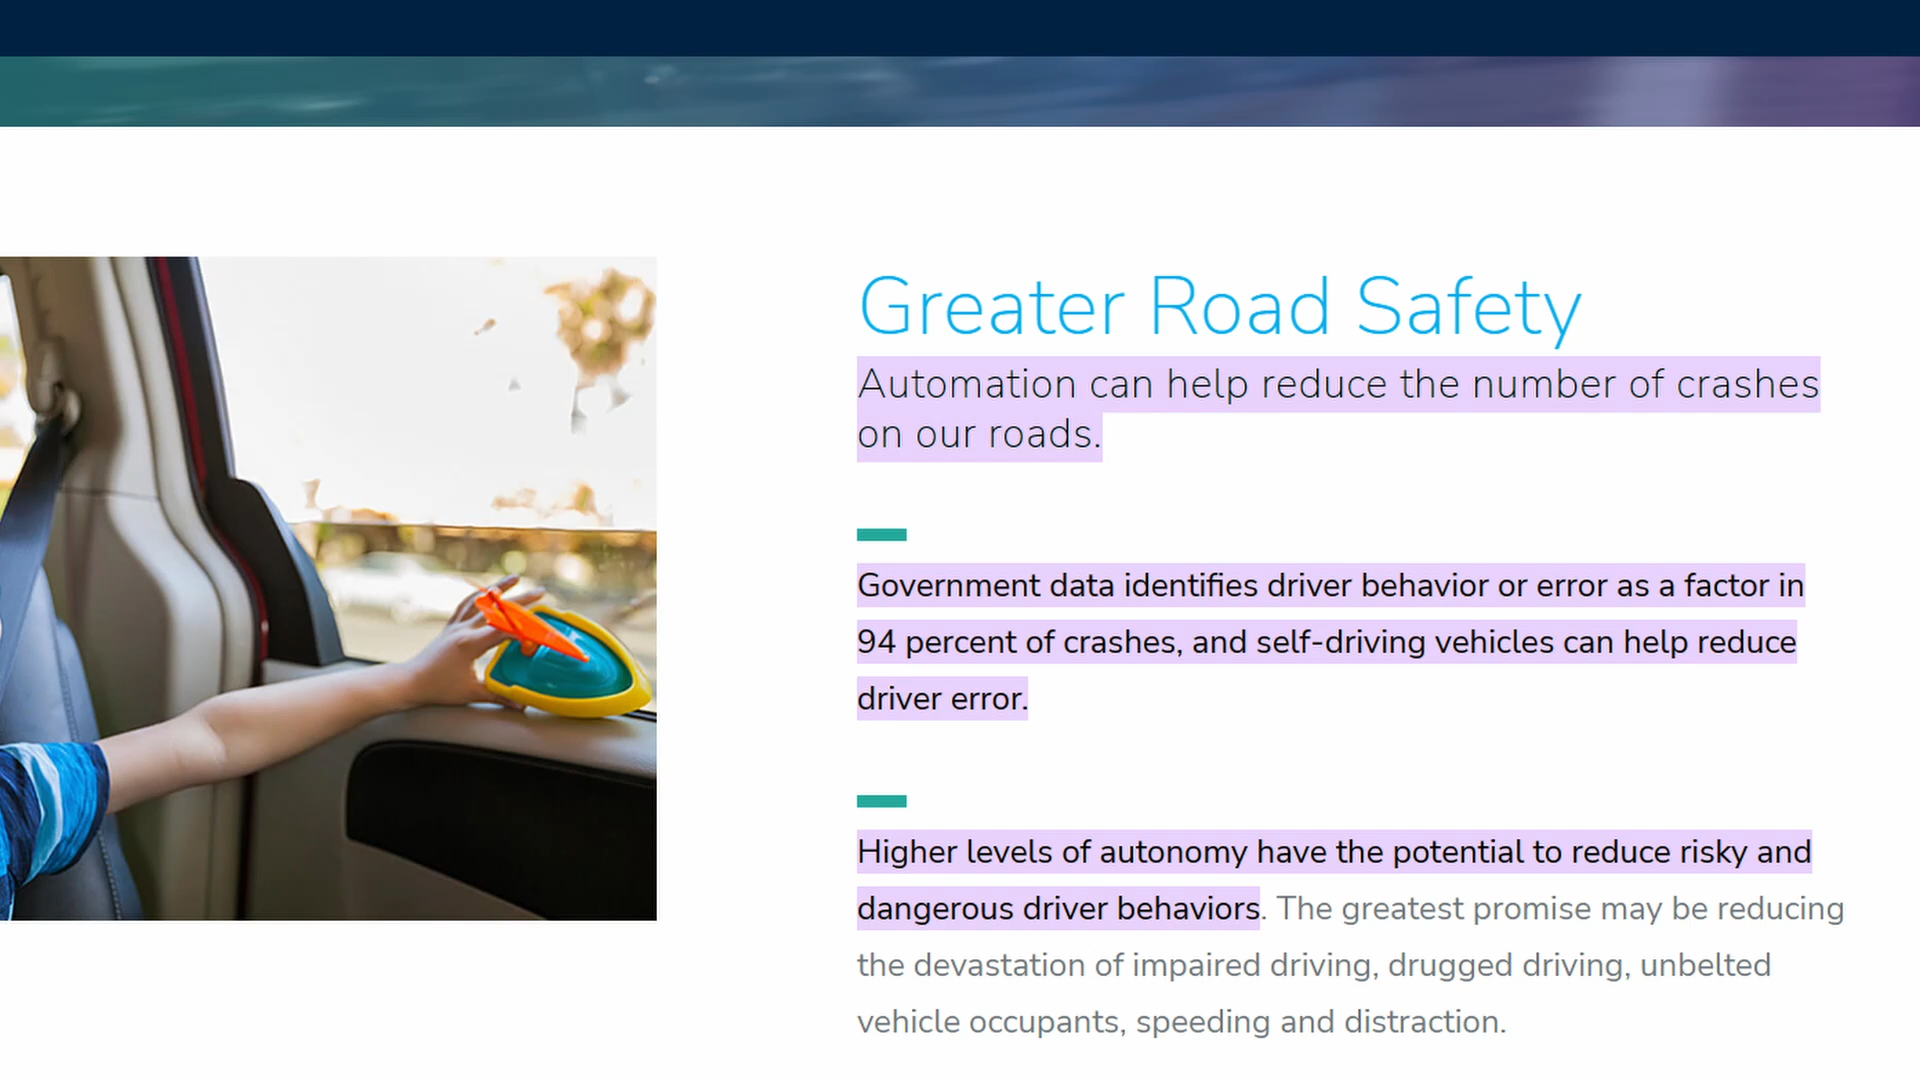 Greater Road Safety
Automation can help reduce the number of crashes
on our roads.
Government data identifies driver behavior or error as a factor in
94 percent of crashes, and self-driving vehicles can help reduce
driver error.
Higher levels of autonomy have the potential to reduce risky and
dangerous driver behaviors. The greatest promise may be reducing
the devastation of impaired driving, drugged driving, unbelted
vehicle occupants, speeding and distraction.